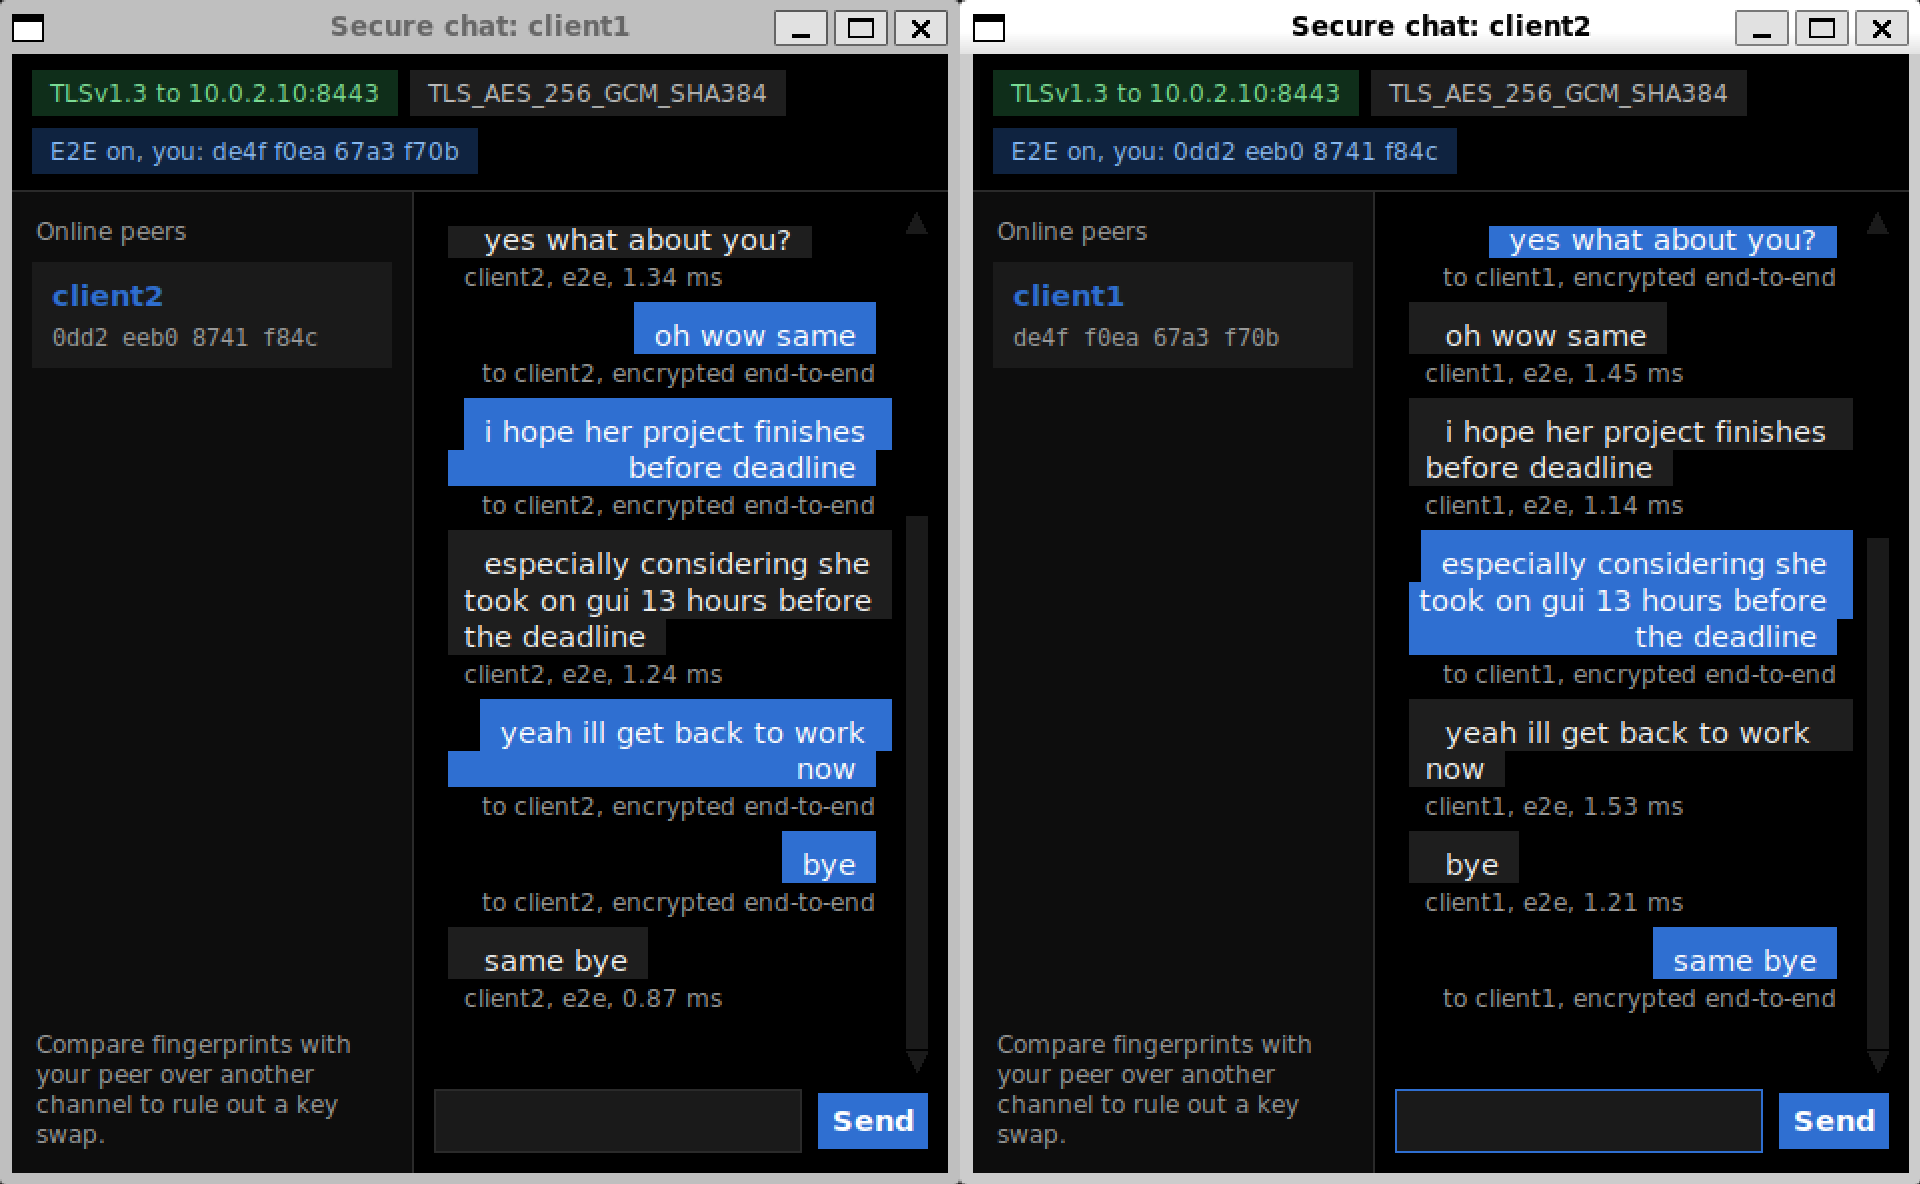 Secure chat: client1
TLSv1.3 to 10.0.2.10:8443
TLS_AES_256_GCM_SHA384
E2E on, you: de4f f0ea 67a3 f70b
Online peers
client2
0dd2 eeb0 8741 f84c
Compare fingerprints with
your peer over another
channel to rule out a key
swap.
yes what about you?
client2, e2e, 1.34 ms
oh wow same
to client2, encrypted end-to-end
i hope her project finishes
before deadline
to client2, encrypted end-to-end
especially considering she
took on gui 13 hours before
the deadline
client2, e2e, 1.24 ms
yeah ill get back to work
now
to client2, encrypted end-to-end
bye
to client2, encrypted end-to-end
same bye
client2, e2e, 0.87 ms
Send
Secure chat: client2
TLSv1.3 to 10.0.2.10:8443
TLS_AES_256_GCM_SHA384
E2E on, you: 0dd2 eeb0 8741 f84c
Online peers
client1
de4f f0ea 67a3 f70b
Compare fingerprints with
your peer over another
channel to rule out a key
swap.
yes what about you?
to client1, encrypted end-to-end
oh wow same
client1, e2e, 1.45 ms
i hope her project finishes
before deadline
client1, e2e, 1.14 ms
especially considering she
took on gui 13 hours before
the deadline
to client1, encrypted end-to-end
yeah ill get back to work
now
client1, e2e, 1.53 ms
bye
client1, e2e, 1.21 ms
same bye
to client1, encrypted end-to-end
Send